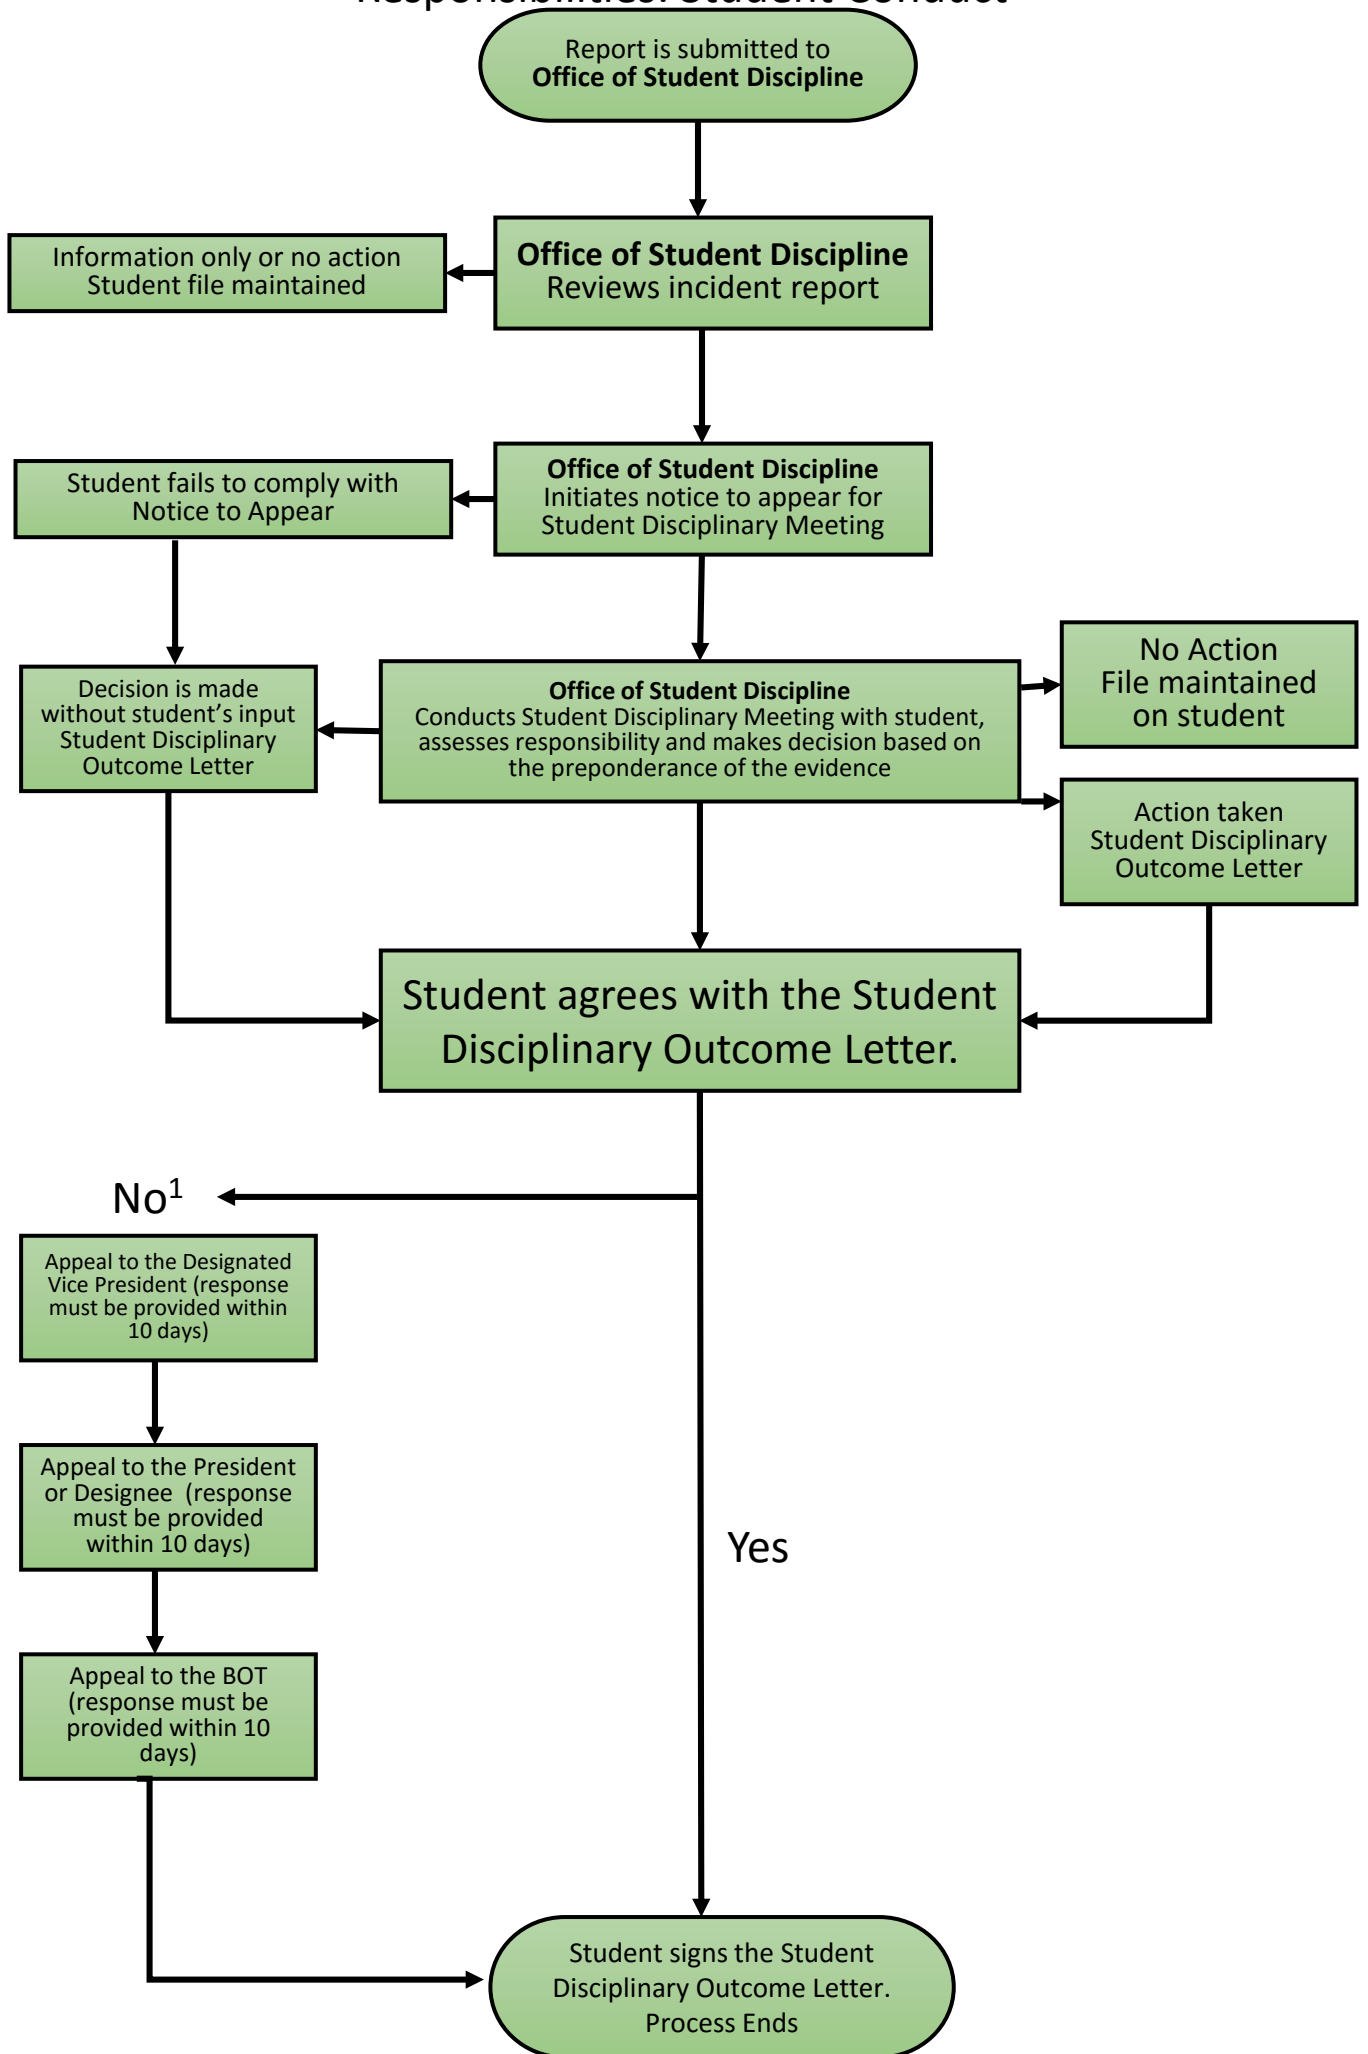 Responsibilities: Student Conduct
Report is submitted to
Office of Student Discipline
Information only or no action
Student file maintained
Office of Student Discipline
Reviews incident report
Student fails to comply with
Notice to Appear
Office of Student Discipline
Initiates notice to appear for
Student Disciplinary Meeting
Decision is made
without student’s input
Student Disciplinary
Outcome Letter
Office of Student Discipline
Conducts Student Disciplinary Meeting with student,
assesses responsibility and makes decision based on
the preponderance of the evidence
No Action
File maintained
on student
Action taken
Student Disciplinary
Outcome Letter
Student agrees with the Student
Disciplinary Outcome Letter.
No¹
Appeal to the Designated
Vice President (response
must be provided within
10 days)
Appeal to the President
or Designee (response
must be provided
within 10 days)
Yes
Appeal to the BOT
(response must be
provided within 10
days)
Student signs the Student
Disciplinary Outcome Letter.
Process Ends